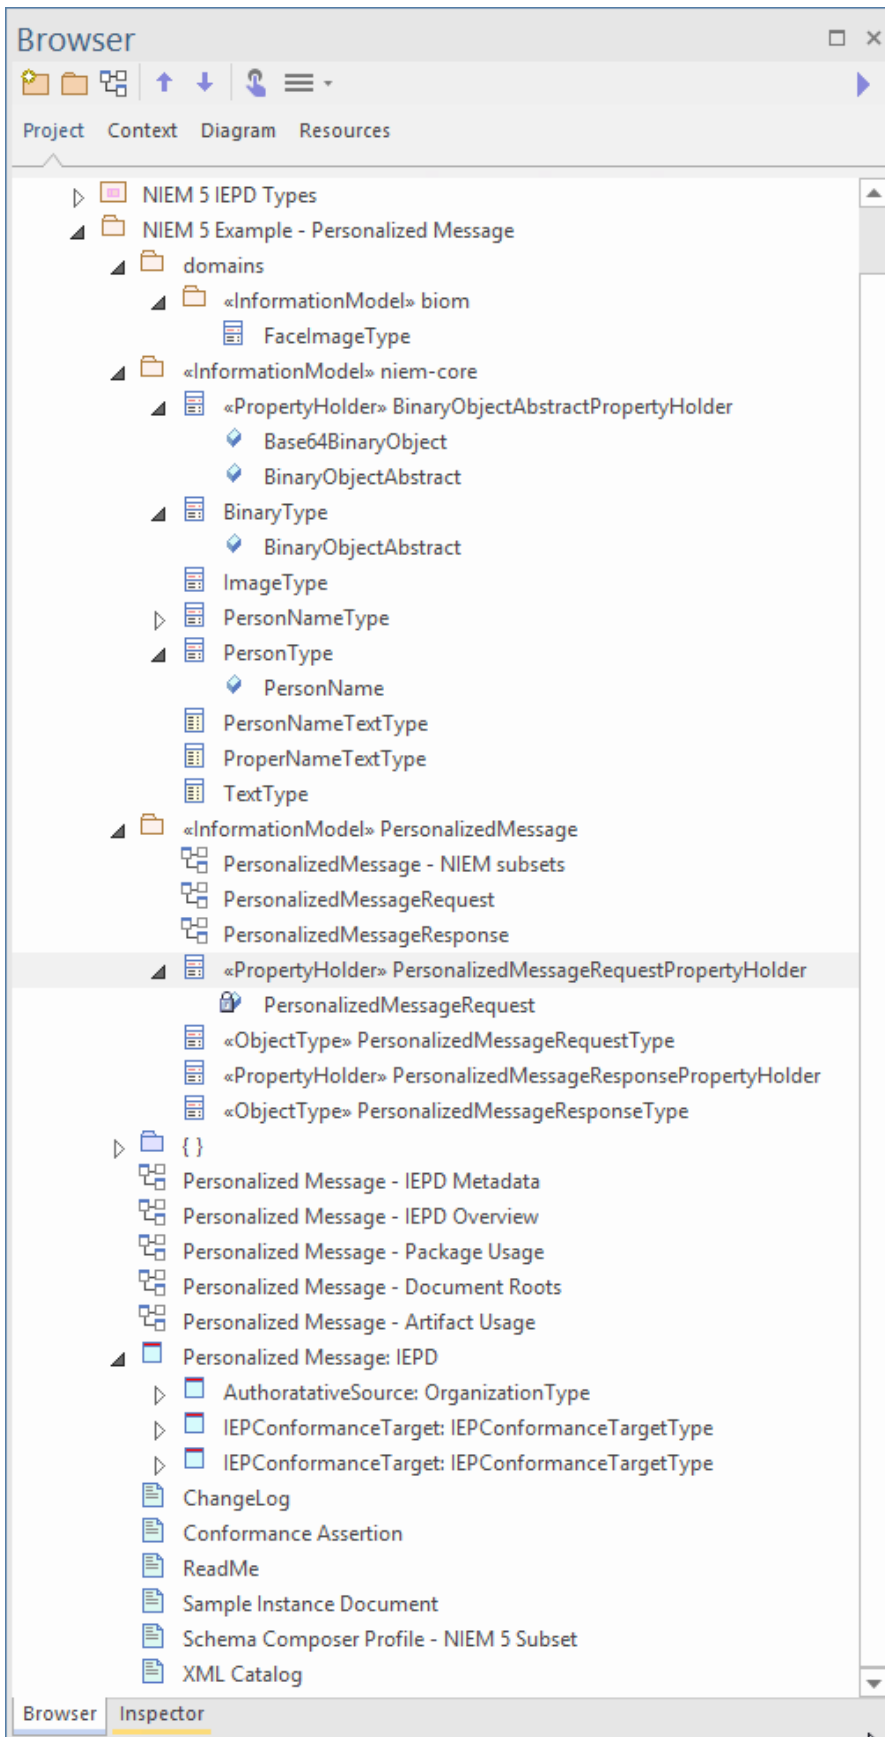 Browser
Project Context Diagram Resources
NIEM 5 IEPD Types
NIEM 5 Example - Personalized Message
domains
«InformationModel» biom
FaceImageType
«InformationModel» niem-core
«PropertyHolder» BinaryObjectAbstractPropertyHolder
Base64BinaryObject
BinaryObjectAbstract
BinaryType
BinaryObjectAbstract
ImageType
PersonNameType
PersonType
PersonName
PersonNameTextType
ProperNameTextType
TextType
«InformationModel» PersonalizedMessage
PersonalizedMessage - NIEM subsets
PersonalizedMessageRequest
PersonalizedMessageResponse
«PropertyHolder» PersonalizedMessageRequestPropertyHolder
PersonalizedMessageRequest
«ObjectType» PersonalizedMessageRequestType
«PropertyHolder» PersonalizedMessageResponsePropertyHolder
«ObjectType» PersonalizedMessageResponseType
{ }
Personalized Message - IEPD Metadata
Personalized Message - IEPD Overview
Personalized Message - Package Usage
Personalized Message - Document Roots
Personalized Message - Artifact Usage
Personalized Message: IEPD
AuthoratativeSource: OrganizationType
IEPConformanceTarget: IEPConformanceTargetType
IEPConformanceTarget: IEPConformanceTargetType
ChangeLog
Conformance Assertion
ReadMe
Sample Instance Document
Schema Composer Profile - NIEM 5 Subset
XML Catalog
Browser Inspector